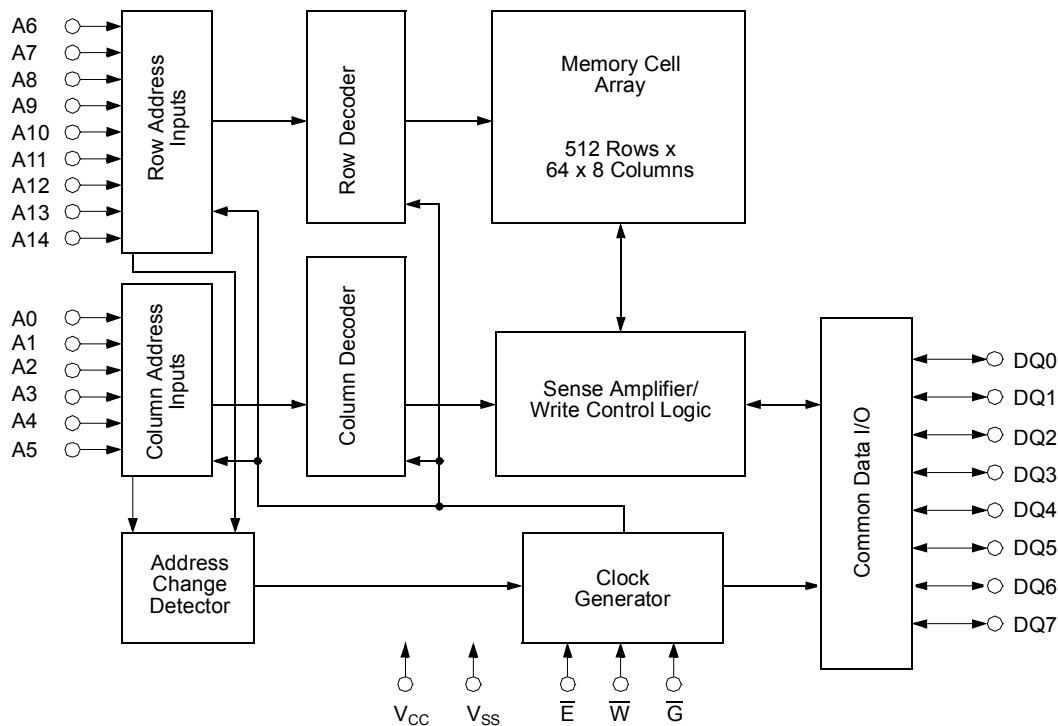 A6
A7
A8
A9
A10
A11
A12
A13
A14
Row Address
Inputs
Row Decoder
Memory Cell
Array
512 Rows x
64 x 8 Columns
A0
A1
A2
A3
A4
A5
Column Address
Inputs
Column Decoder
Sense Amplifier/
Write Control Logic
Common Data I/O
DQ0
DQ1
DQ2
DQ3
DQ4
DQ5
DQ6
DQ7
Address
Change
Detector
Clock
Generator
VCC
VSS
E̅
W̅
G̅